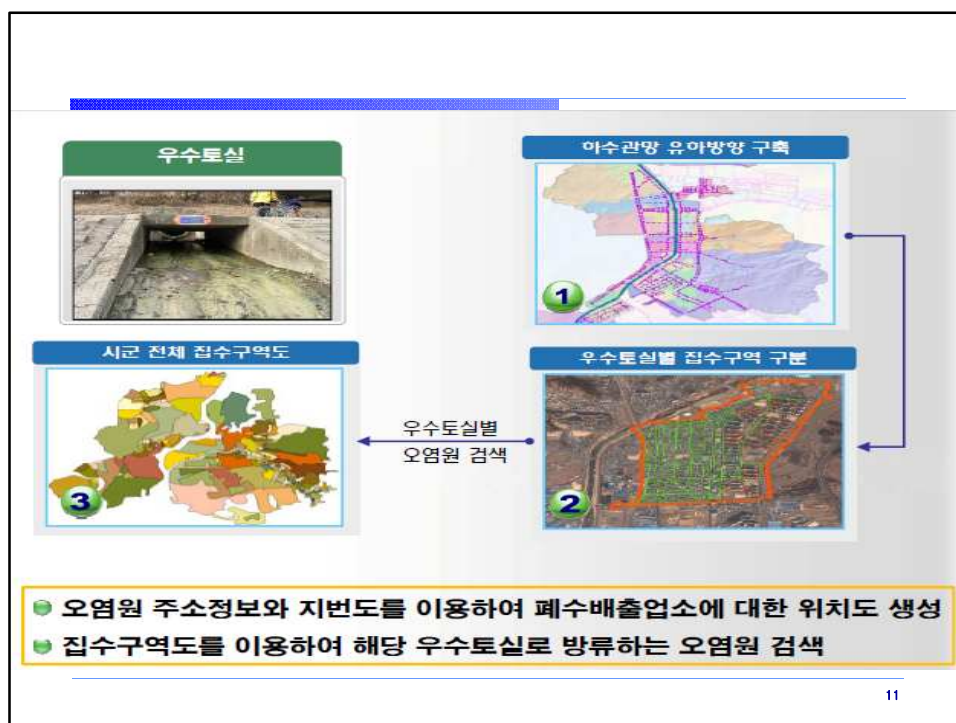 우수토실
하수관망 유하방향 구축
1
시군 전체 집수구역도
우수토실별 집수구역 구분
우수토실별
오염원 검색
3
2
오염원 주소정보와 지번도를 이용하여 폐수배출업소에 대한 위치도 생성
집수구역도를 이용하여 해당 우수토실로 방류하는 오염원 검색
11